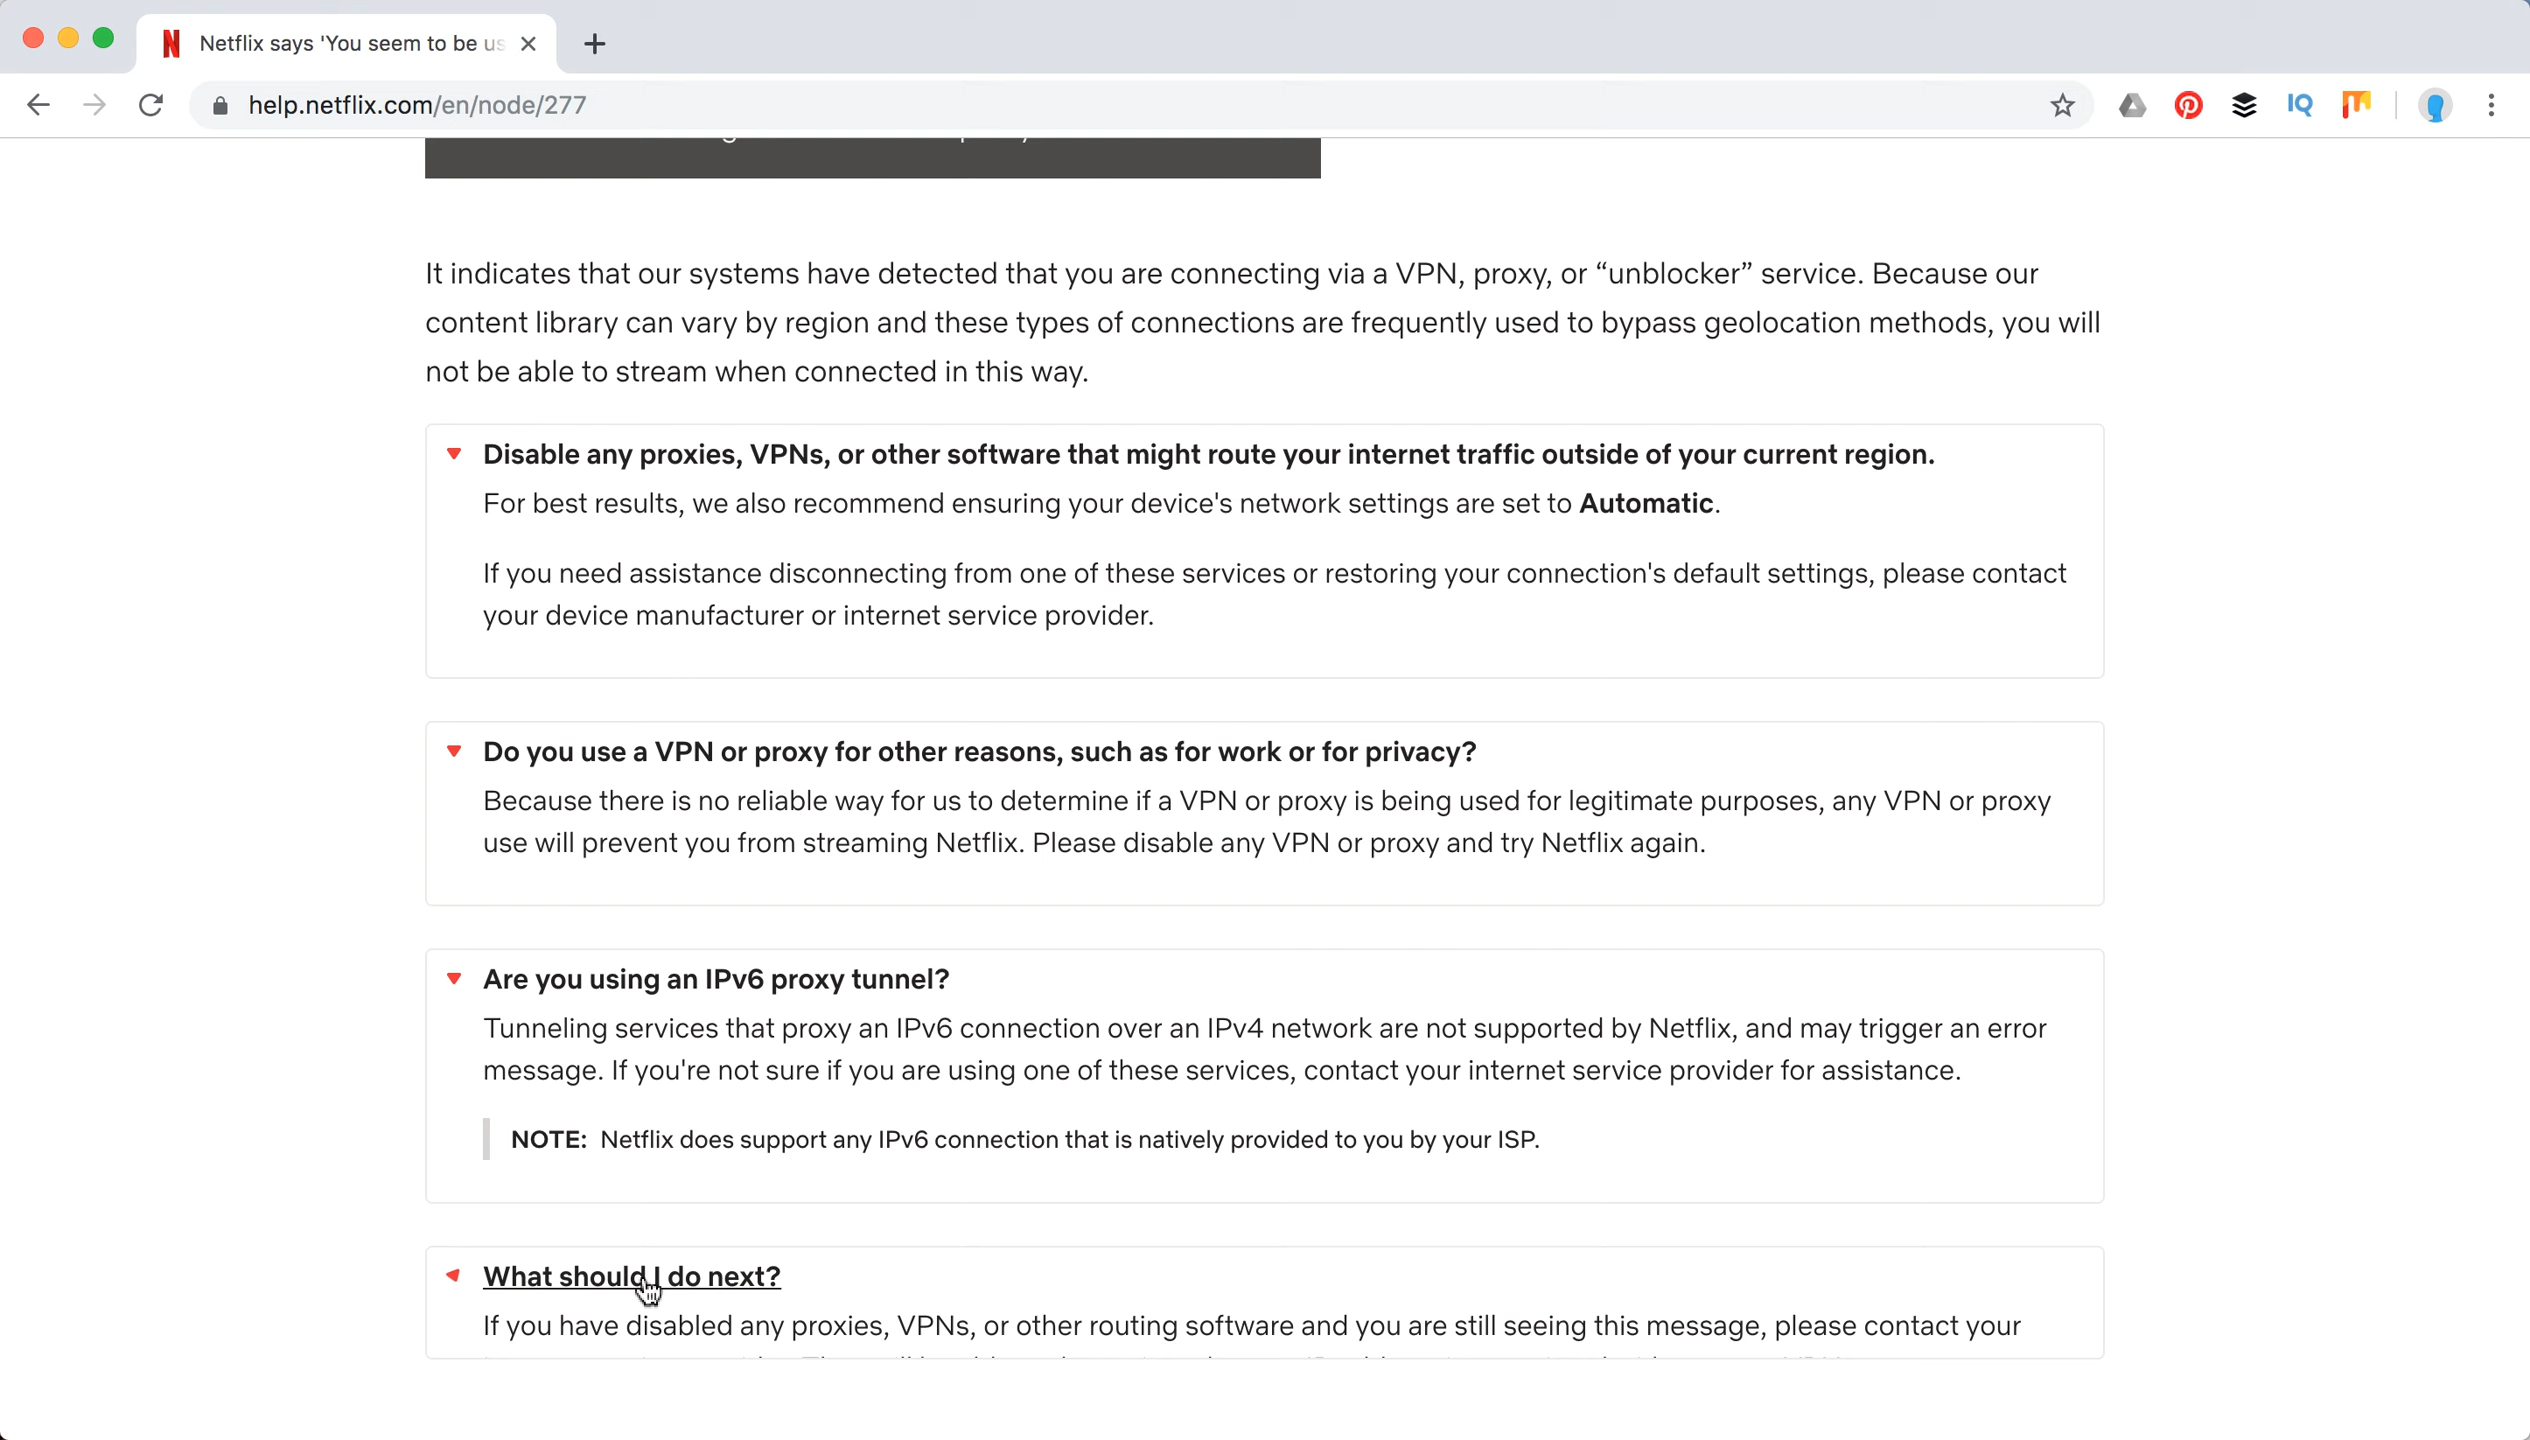 Netflix says 'You seem to be us
help.netflix.com/en/node/277
IQ
It indicates that our systems have detected that you are connecting via a VPN, proxy, or “unblocker” service. Because our
content library can vary by region and these types of connections are frequently used to bypass geolocation methods, you will
not be able to stream when connected in this way.
Disable any proxies, VPNs, or other software that might route your internet traffic outside of your current region.
For best results, we also recommend ensuring your device's network settings are set to Automatic.
If you need assistance disconnecting from one of these services or restoring your connection's default settings, please contact
your device manufacturer or internet service provider.
Do you use a VPN or proxy for other reasons, such as for work or for privacy?
Because there is no reliable way for us to determine if a VPN or proxy is being used for legitimate purposes, any VPN or proxy
use will prevent you from streaming Netflix. Please disable any VPN or proxy and try Netflix again.
Are you using an IPv6 proxy tunnel?
Tunneling services that proxy an IPv6 connection over an IPv4 network are not supported by Netflix, and may trigger an error
message. If you're not sure if you are using one of these services, contact your internet service provider for assistance.
NOTE: Netflix does support any IPv6 connection that is natively provided to you by your ISP.
What should I do next?
If you have disabled any proxies, VPNs, or other routing software and you are still seeing this message, please contact your